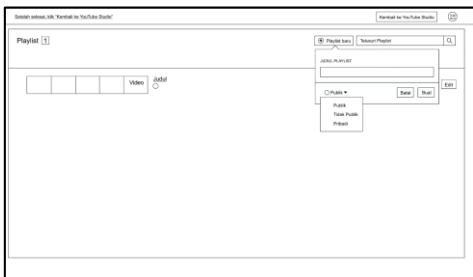 Setelah selesai, klik "Kembali ke YouTube Studio"
Kembali ke YouTube Studio
Playlist 1
Playlist baru
Telusuri Playlist
JUDUL PLAYLIST
Video
Judul
Edit
Publik
Batal
Buat
Publik
Tidak Publik
Pribadi